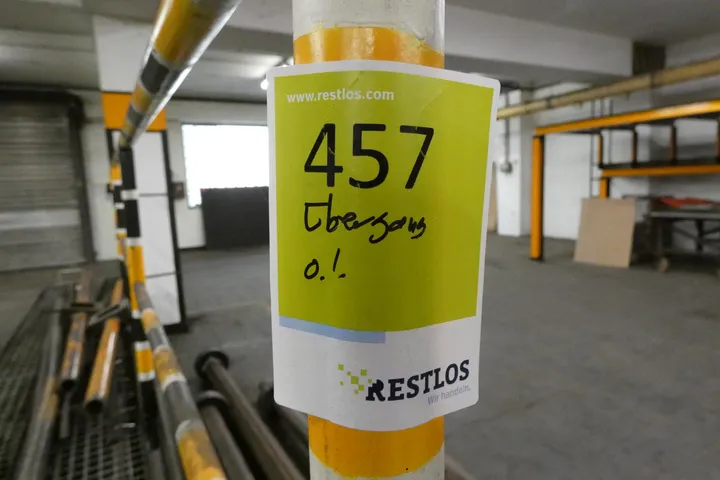 www.restlos.com
457
Übergang
o.!.
RESTLOS
Wir handeln.